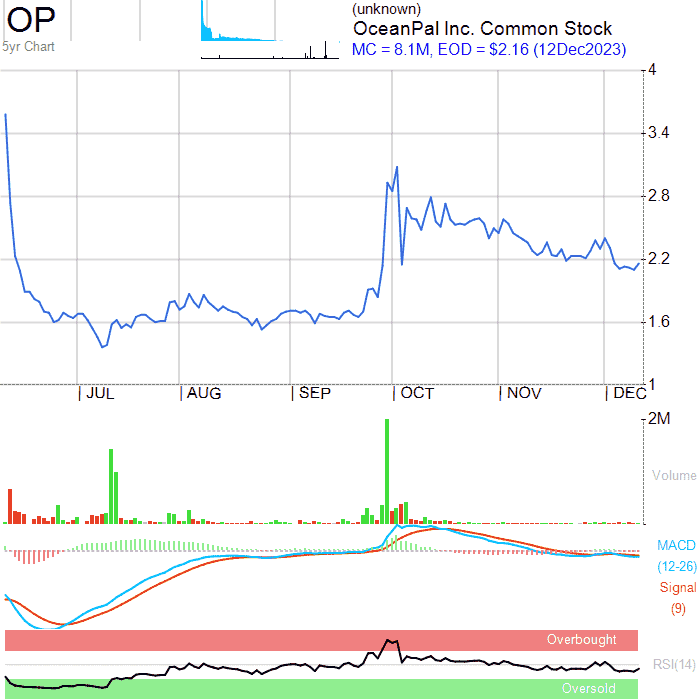 OP
(unknown)
OceanPal Inc. Common Stock
5yr Chart
MC = 8.1M, EOD = $2.16 (12Dec2023)
4
3.4
2.8
2.2
1.6
1
JUL AUG SEP OCT NOV DEC
2M
Volume
MACD
(12-26)
Signal
(9)
Overbought
RSI(14)
Oversold